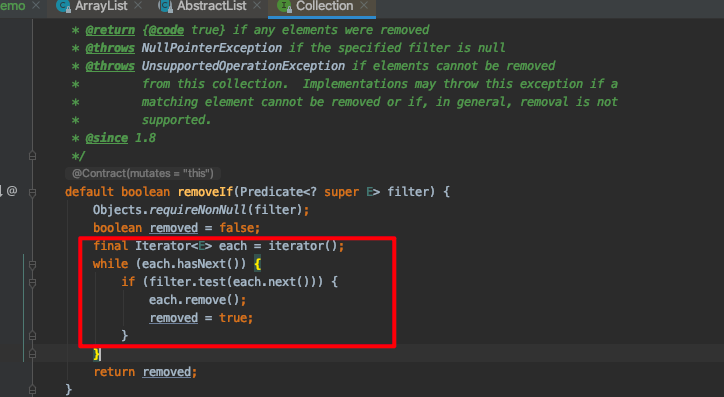 emo ArrayList AbstractList Collection
* @return {@code true} if any elements were removed
* @throws NullPointerException if the specified filter is null
* @throws UnsupportedOperationException if elements cannot be removed
* from this collection. Implementations may throw this exception if a
* matching element cannot be removed or if, in general, removal is not
* supported.
* @since 1.8
*/
@Contract(mutates = "this")
@ default boolean removeIf(Predicate<? super E> filter) {
Objects.requireNonNull(filter);
boolean removed = false;
final Iterator<E> each = iterator();
while (each.hasNext()) {
if (filter.test(each.next())) {
each.remove();
removed = true;
}
}
return removed;
}